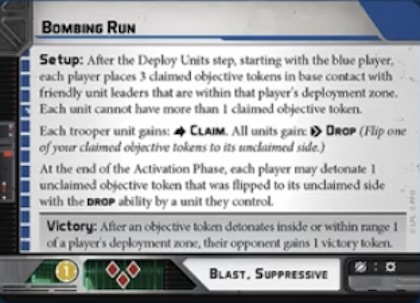 Bombing Run
Setup: After the Deploy Units step, starting with the blue player,
each player places 3 claimed objective tokens in base contact with
friendly unit leaders that are within that player's deployment zone.
Each unit cannot have more than 1 claimed objective token.
Each trooper unit gains: Claim. All units gain: Drop (Flip one
of your claimed objective tokens to its unclaimed side.)
At the end of the Activation Phase, each player may detonate 1
unclaimed objective token that was flipped to its unclaimed side
with the DROP ability by a unit they control.
Victory: After an objective token detonates inside or within range 1
of a player's deployment zone, their opponent gains 1 victory token.
1
Blast, Suppressive
: